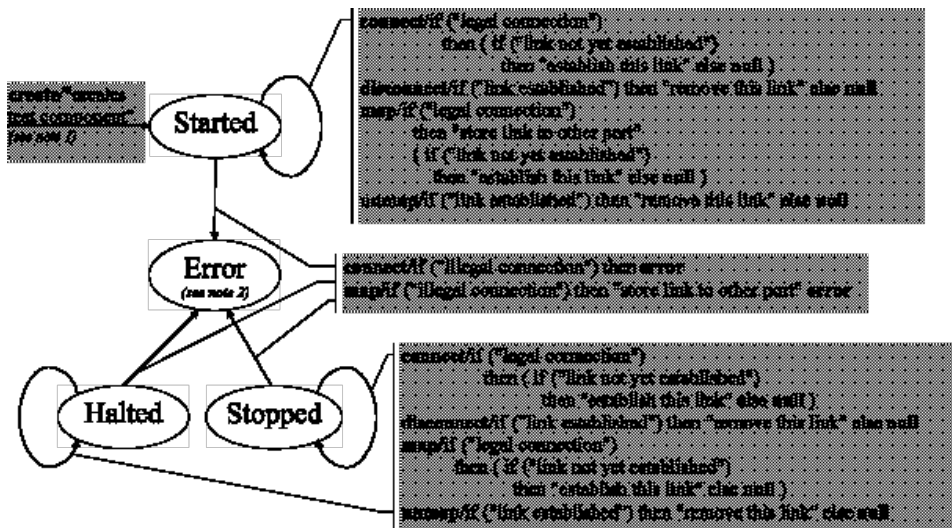 connect/if ("legal connection")
then ( if ("link not yet established")
then "establish this link" else null )
disconnect/if ("link established") then "remove this link" else null
map/if ("legal connection")
then "store link to other part"
( if ("link not yet established")
then "establish this link" else null )
unmap/if ("link established") then "remove this link" else null
create/
test component"
(see note 1)
Started
Error
(see note 2)
connect/if ("illegal connection") then error
map/if ("illegal connection") then "store link to other part" error
Halted
Stopped
connect/if ("legal connection")
then ( if ("link not yet established")
then "establish this link" else null )
disconnect/if ("link established") then "remove this link" else null
map/if ("legal connection")
then ( if ("link not yet established")
then "establish this link" else null )
unmap/if ("link established") then "remove this link" else null